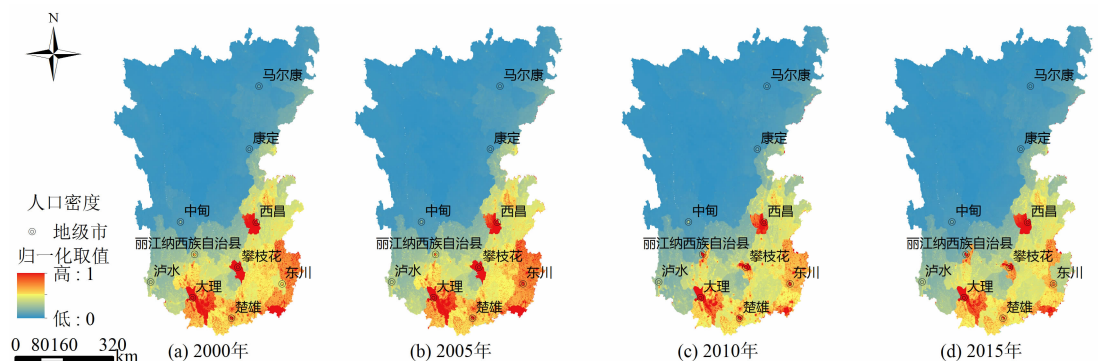 N
马尔康
康定
中甸
西昌
丽江纳西族自治县
攀枝花
泸水
东川
大理
楚雄
马尔康
康定
中甸
西昌
丽江纳西族自治县
攀枝花
泸水
东川
大理
楚雄
马尔康
康定
中甸
西昌
丽江纳西族自治县
攀枝花
泸水
东川
大理
楚雄
马尔康
康定
中甸
西昌
丽江纳西族自治县
攀枝花
泸水
东川
大理
楚雄
人口密度
地级市
归一化取值
高 : 1
低 : 0
0 80160 320
km
(a) 2000年
(b) 2005年
(c) 2010年
(d) 2015年